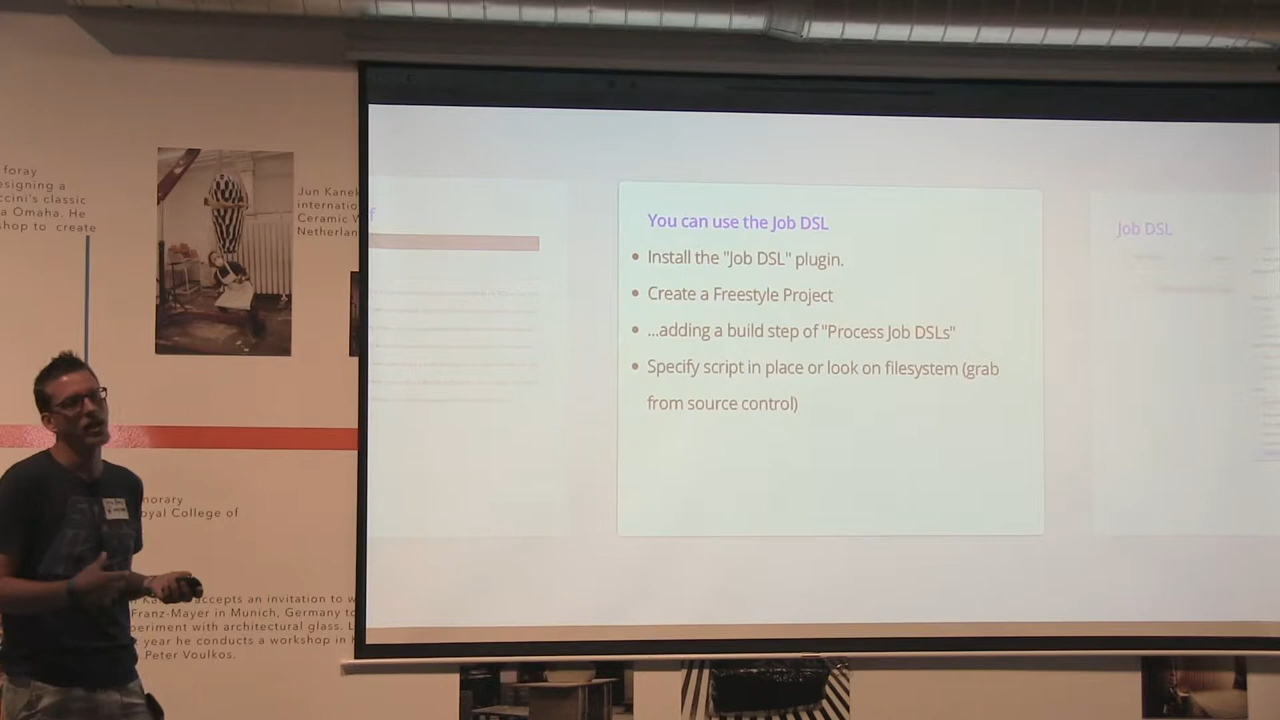 foray
esigning a
ccini's classic
a Omaha. He
shop to create
Jun Kanek
internatio
Ceramic W
Netherlan
norary
oyal College of
accepts an invitation to w
Franz-Mayer in Munich, Germany to
periment with architectural glass. L
year he conducts a workshop in
Peter Voulkos.
f
You can use the Job DSL
• Install the "Job DSL" plugin.
• Create a Freestyle Project
• ...adding a build step of "Process Job DSLs"
• Specify script in place or look on filesystem (grab
from source control)
Job DSL